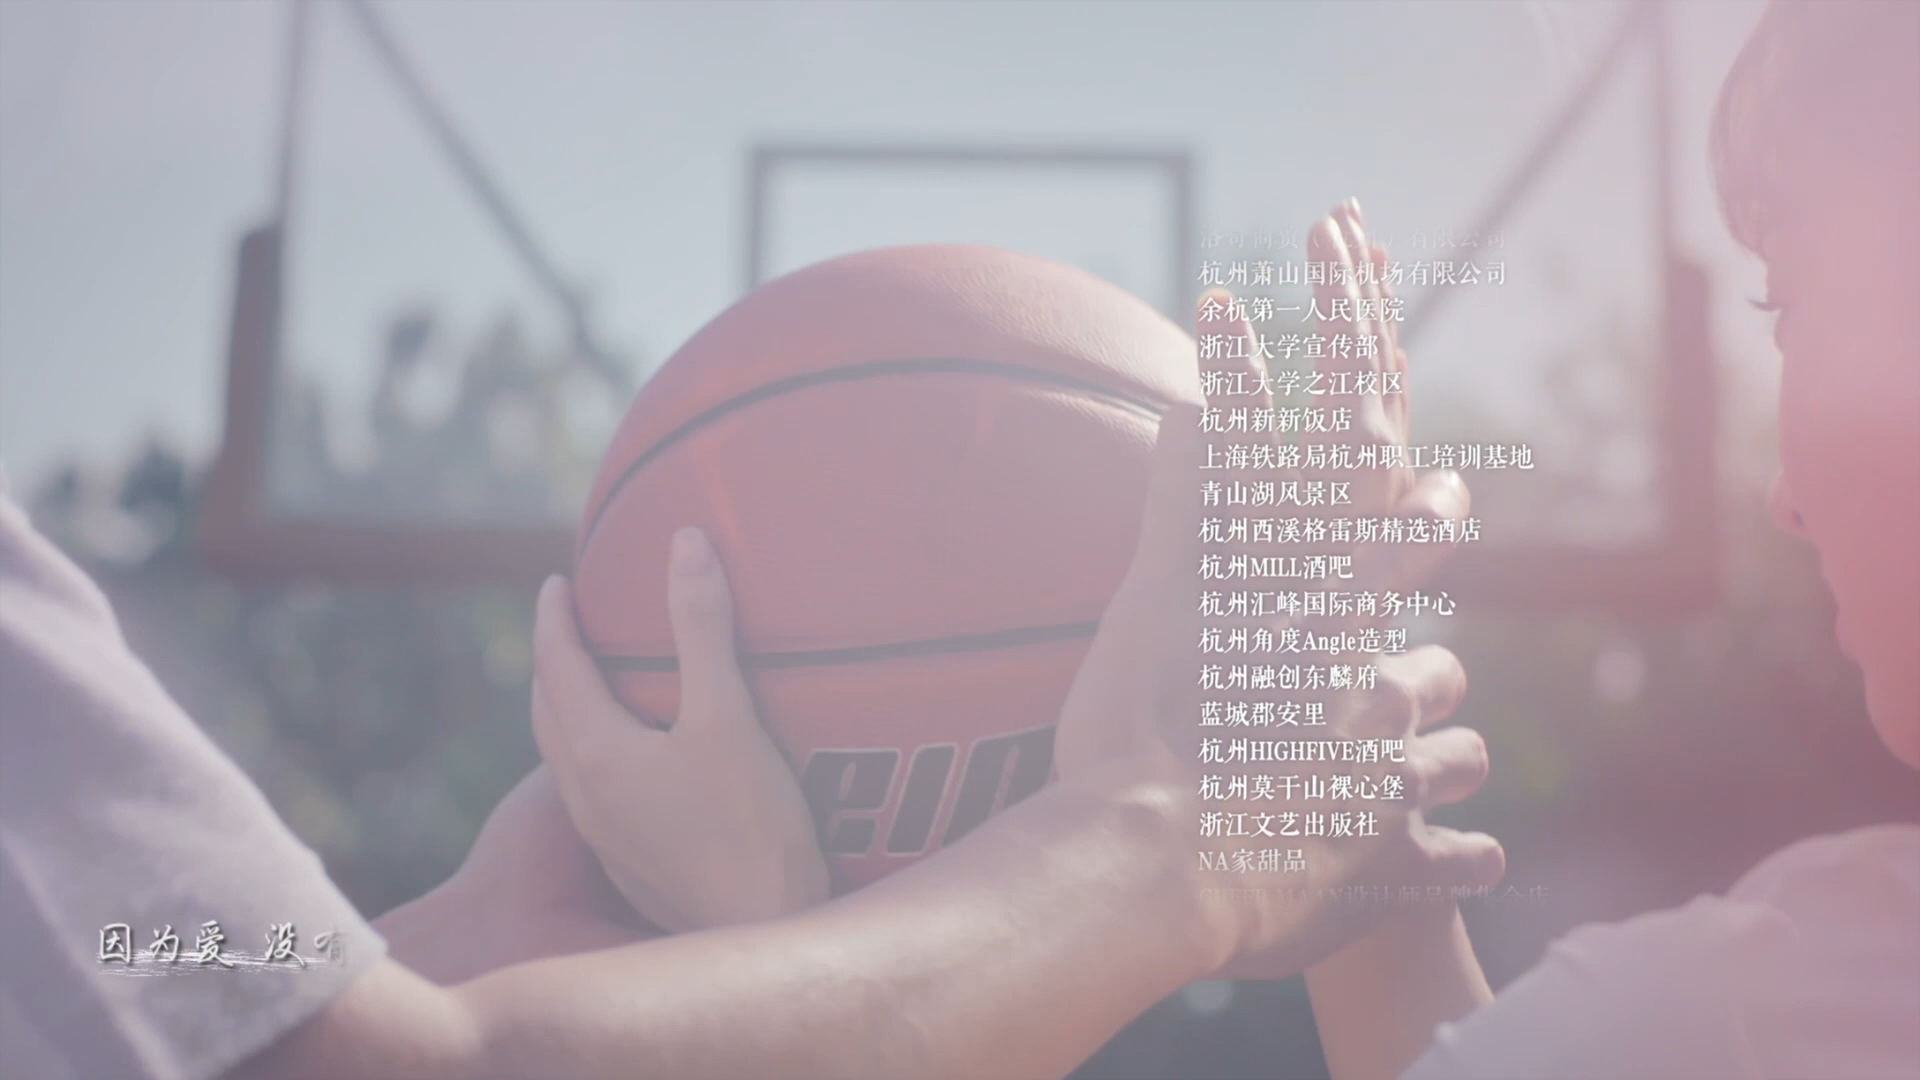 杭州萧山国际机场有限公司
余杭第一人民医院
浙江大学宣传部
浙江大学之江校区
杭州新新饭店
上海铁路局杭州职工培训基地
青山湖风景区
杭州西溪格雷斯精选酒店
杭州MILL酒吧
杭州汇峰国际商务中心
杭州角度Angle造型
杭州融创东麟府
蓝城郡安里
杭州HIGHFIVE酒吧
杭州莫干山裸心堡
浙江文艺出版社
NA家甜品
因为爱 没有